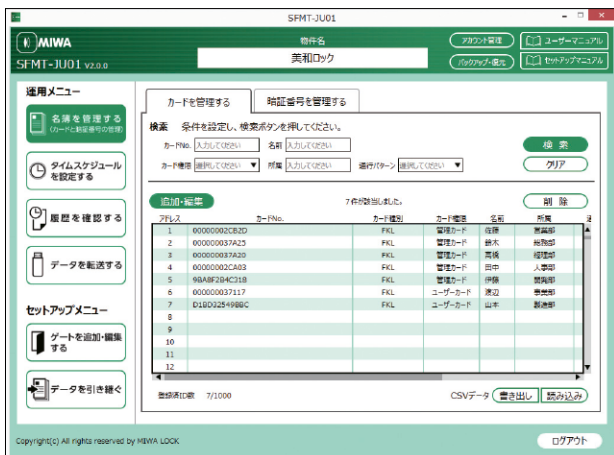 SFMT-JU01
MIWA
SFMT-JU01 V2.0.0
物件名
美和ロック
アカウント管理
バックアップ・復元
ユーザーマニュアル
セットアップマニュアル
運用メニュー
名簿を管理する
(カードと暗証番号の管理)
タイムスケジュール
を設定する
履歴を確認する
データを転送する
セットアップメニュー
ゲートを追加・編集
する
データを引き継ぐ
カードを管理する 暗証番号を管理する
検索 条件を設定し、検索ボタンを押してください。
カードNo. 入力してください 名前 入力してください
カード権限 選択してください 所属 入力してください 通行パターン 選択してください
検索
クリア
追加・編集 7件が該当しました。 削除
アドレス カードNo. カード種別 カード権限 名前 所属
1 00000002CB2D FKL 管理カード 佐藤 営業部
2 000000037A25 FKL 管理カード 鈴木 総務部
3 000000037A20 FKL 管理カード 高橋 経理部
4 00000002CA03 FKL 管理カード 田中 人事部
5 9BA8F2B4C318 FKL 管理カード 伊藤 開発部
6 000000037117 FKL ユーザーカード 渡辺 事業部
7 D1BD32549BBC FKL ユーザーカード 山本 製造部
8
9
10
11
12
登録済ID数 7/1000
CSVデータ 書き出し 読み込み
Copyright(c) All rights reserved by MIWA LOCK
ログアウト